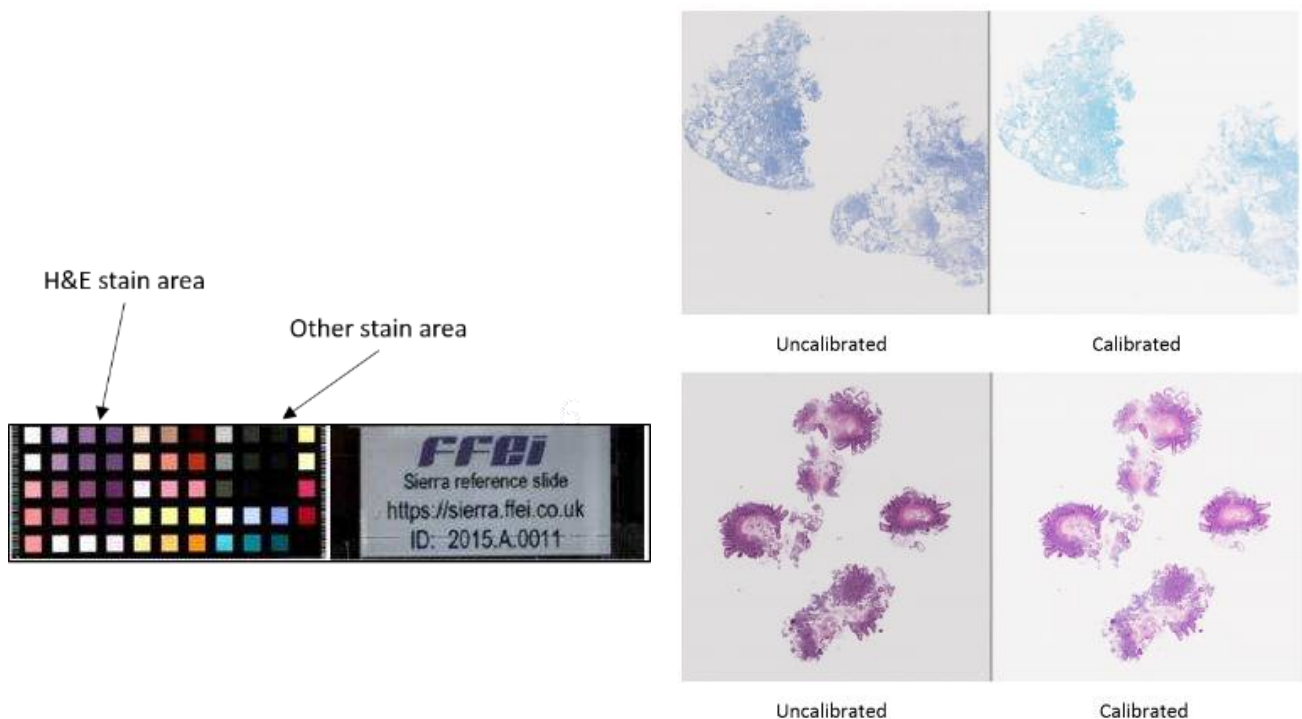 H&E stain area
Other stain area
FFEi
Sierra reference slide
https://sierra.ffei.co.uk
ID: 2015.A.0011
Uncalibrated
Calibrated
Uncalibrated
Calibrated